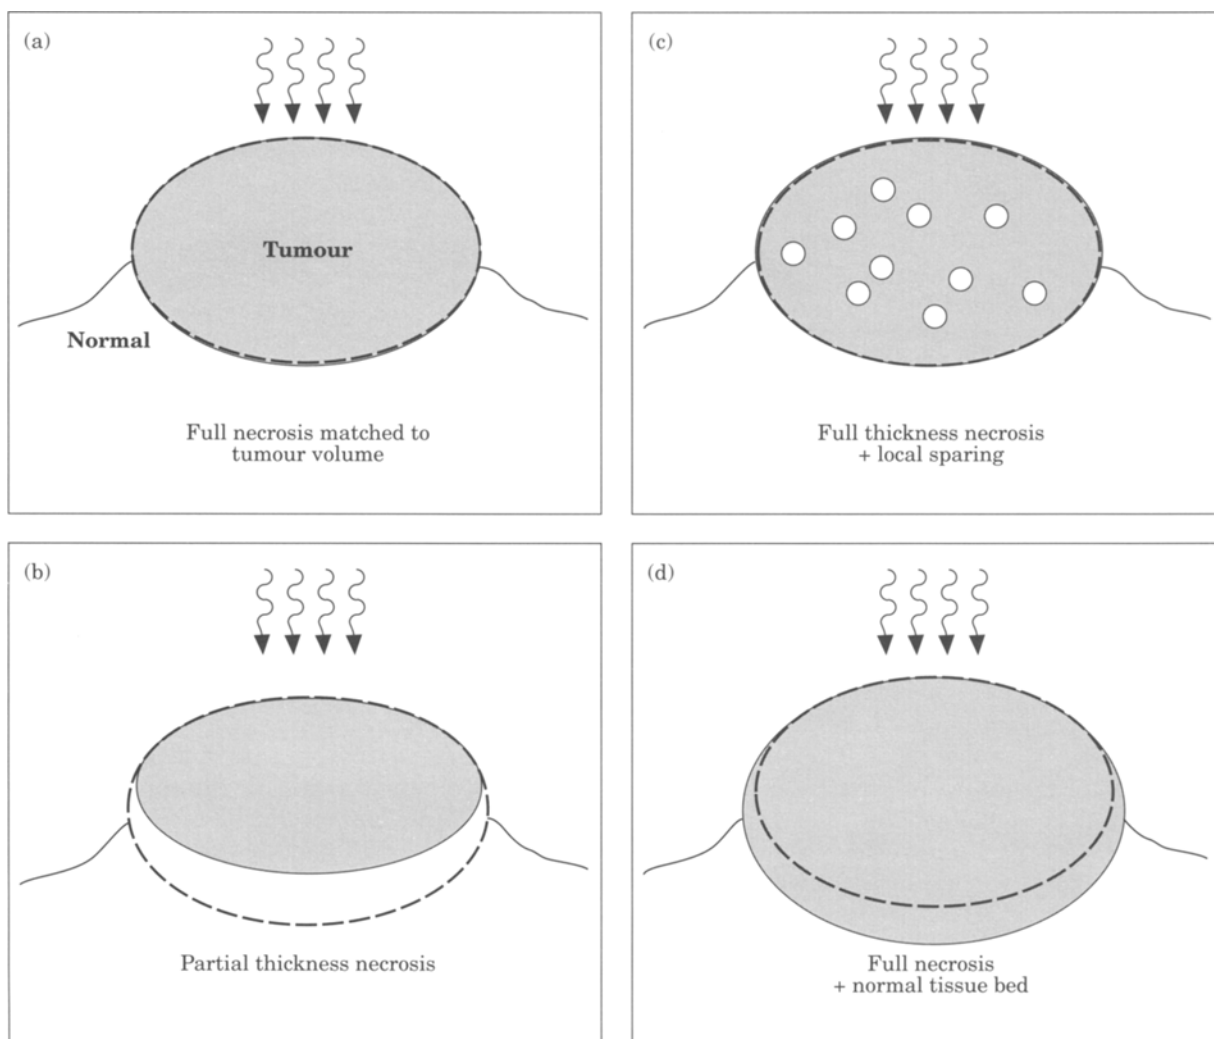 (a)
Tumour
Normal
Full necrosis matched to
tumour volume
(c)
Full thickness necrosis
+ local sparing
(b)
Partial thickness necrosis
(d)
Full necrosis
+ normal tissue bed